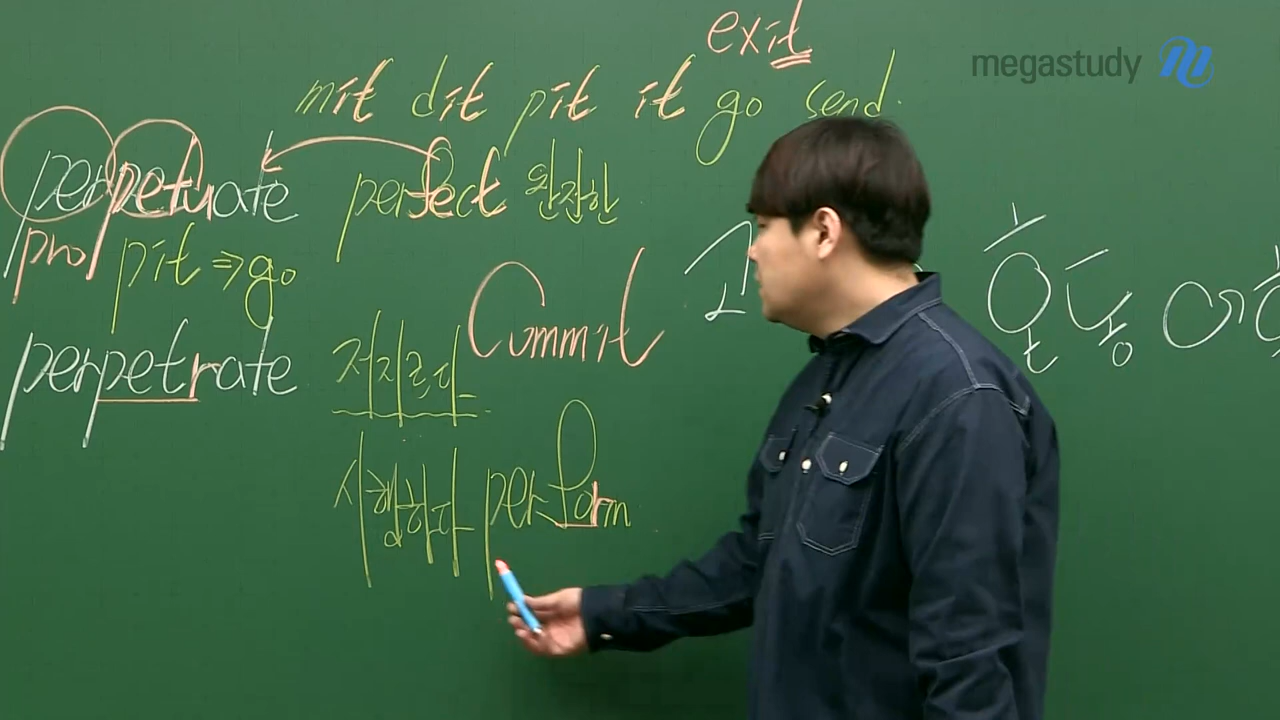 exit
megastudy
mit dit pit it go send.
perpetuate perfect 완전한
pro pit ⇒ go
Commit
perpetrate 저지르다
시행하다 perform